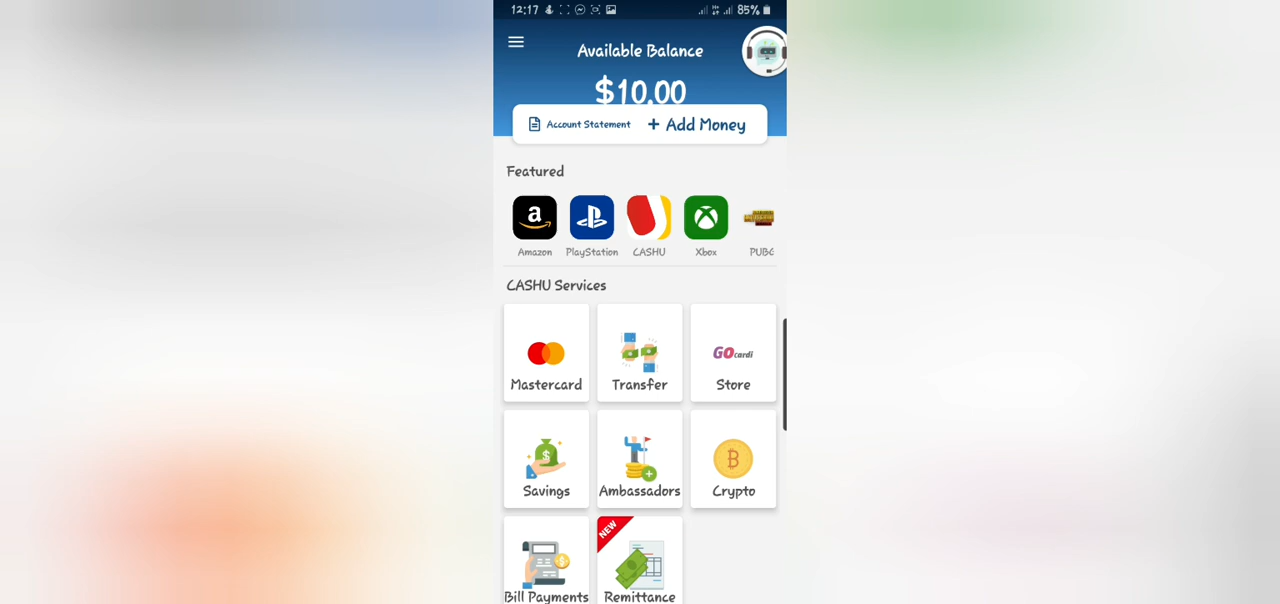 12:17 85%
Available Balance
$10.00
Account Statement + Add Money
Featured
a
Amazon PlayStation CASHU Xbox PUBG
CASHU Services
GOcardi
Mastercard Transfer Store
Savings Ambassadors Crypto
NEW
Bill Payments Remittance